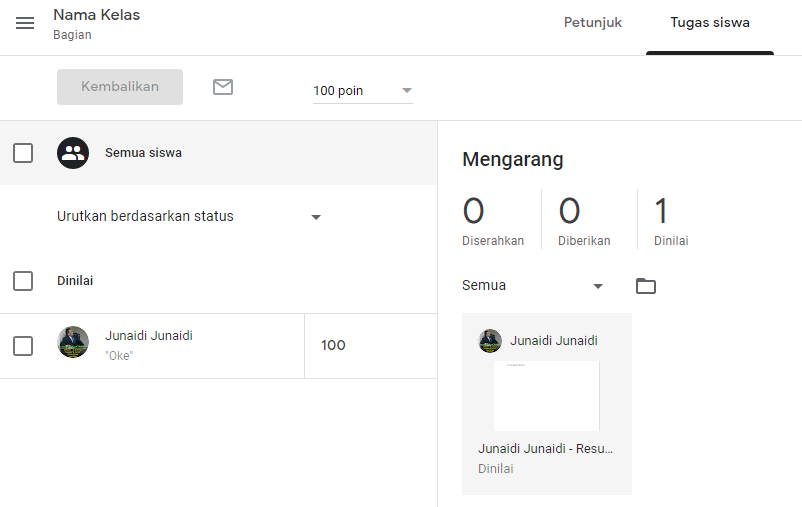 Nama Kelas
Bagian
Petunjuk
Tugas siswa
Kembalikan
100 poin
Semua siswa
Urutkan berdasarkan status
Dinilai
Junaidi Junaidi
"Oke"
100
Mengarang
0
Diserahkan
0
Diberikan
1
Dinilai
Semua
Junaidi Junaidi
Junaidi Junaidi - Resu...
Dinilai